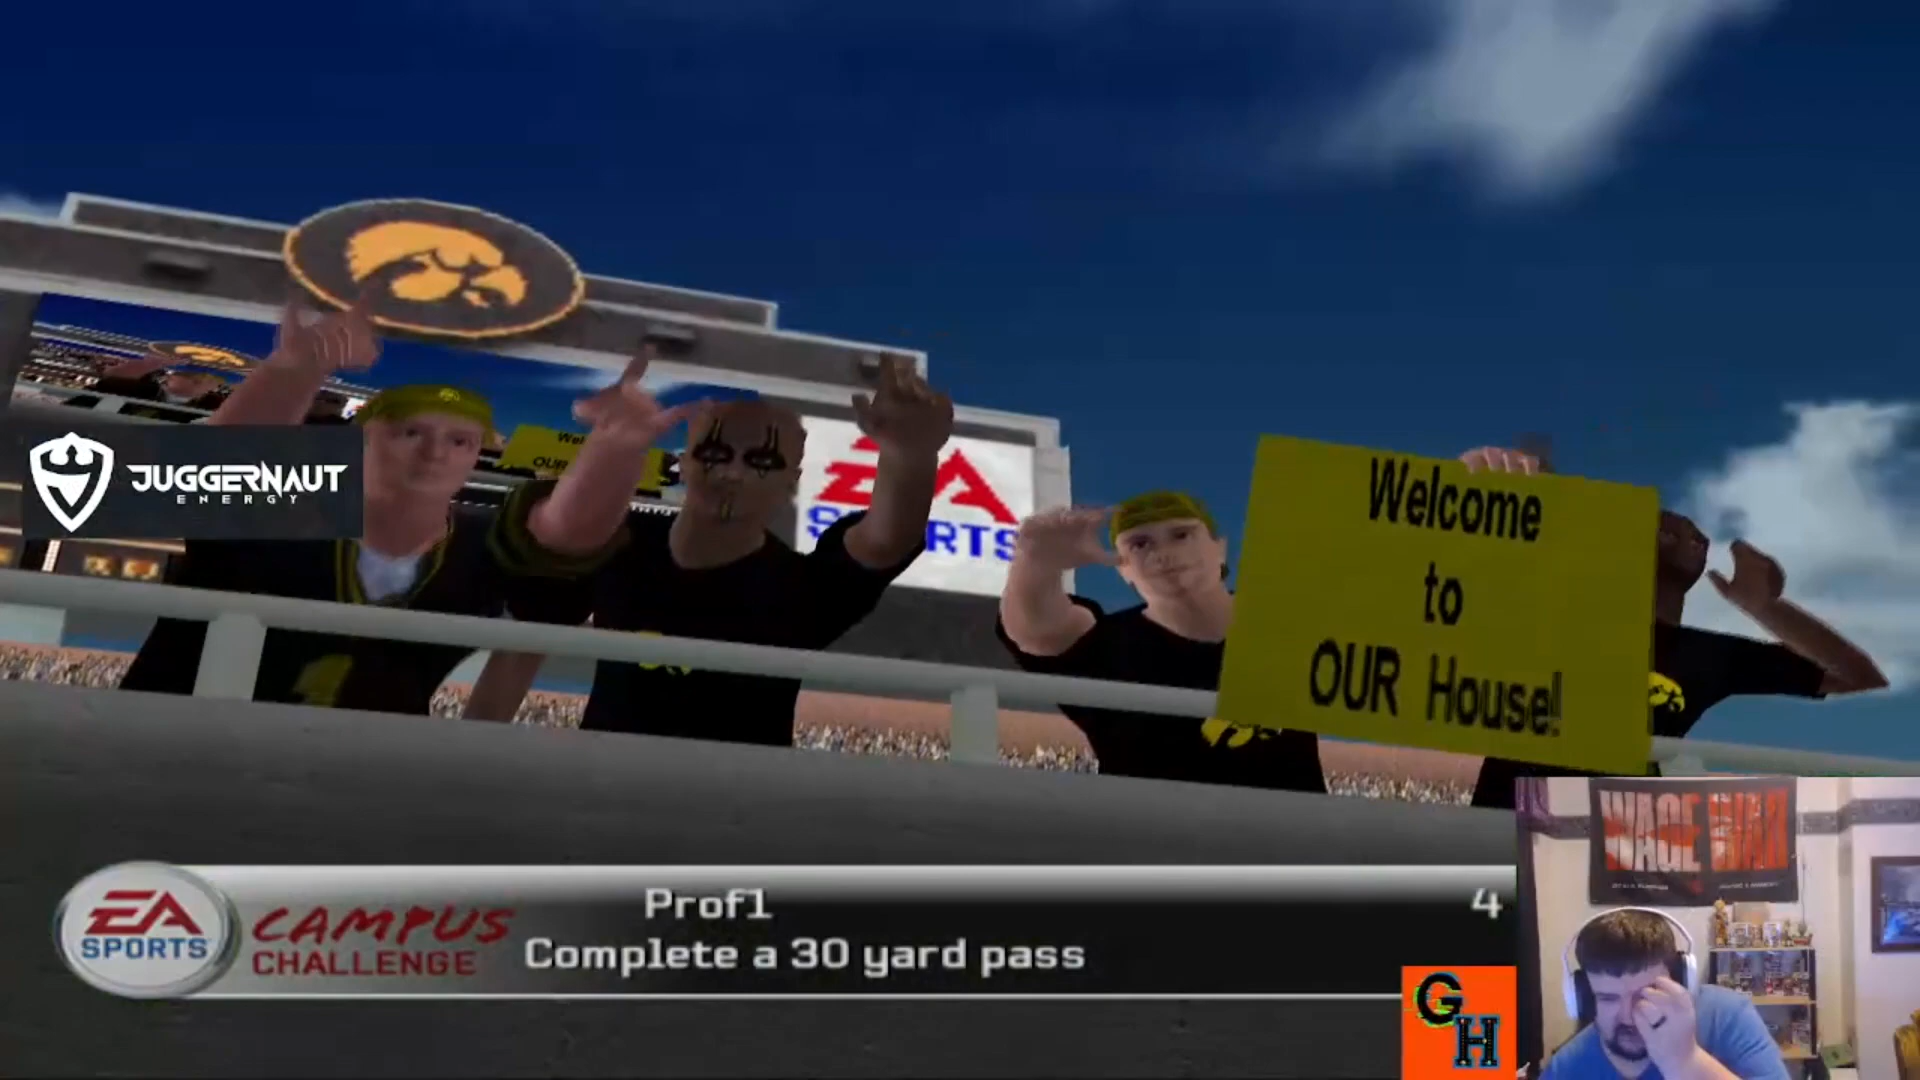 JUGGERNAUT
ENERGY
EA
SPORTS
Welcome
to
OUR House!
WAGE WAR
EA
SPORTS
CAMPUS
CHALLENGE
Prof1
4
Complete a 30 yard pass
G
H